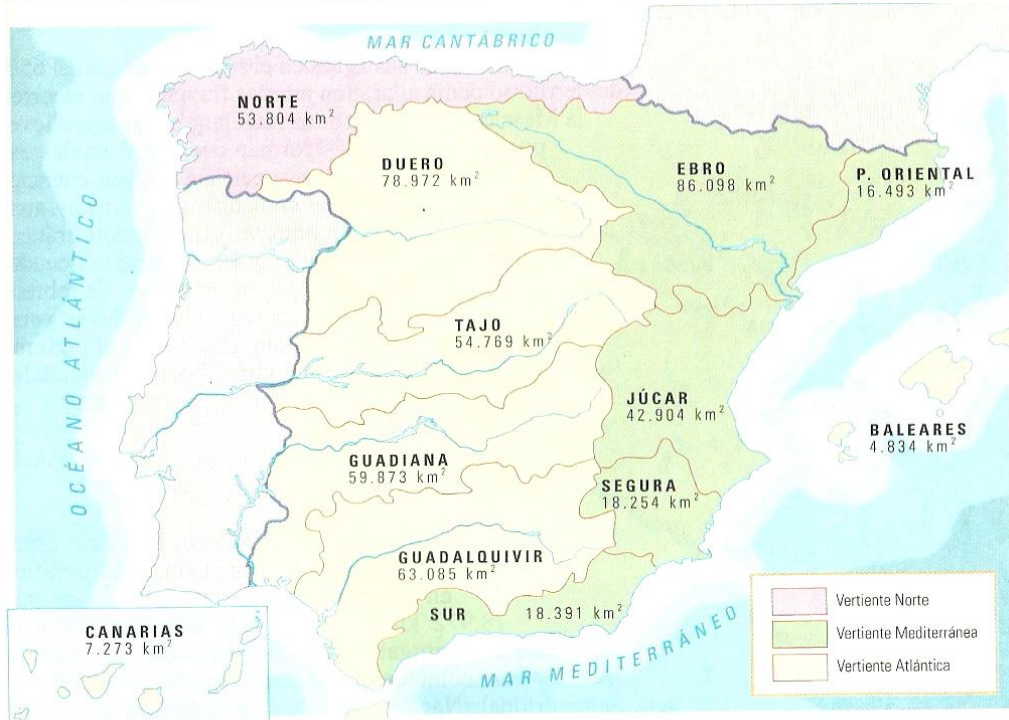 MAR CANTÁBRICO
NORTE
53.804 km²
DUERO
78.972 km²
EBRO
86.098 km²
P. ORIENTAL
16.493 km²
OCÉANO ATLÁNTICO
TAJO
54.769 km²
JÚCAR
42.904 km²
BALEARES
4.834 km²
GUADIANA
59.873 km²
SEGURA
18.254 km²
GUADALQUIVIR
63.085 km²
SUR 18.391 km²
CANARIAS
7.273 km²
MAR MEDITERRÁNEO
Vertiente Norte
Vertiente Mediterránea
Vertiente Atlántica